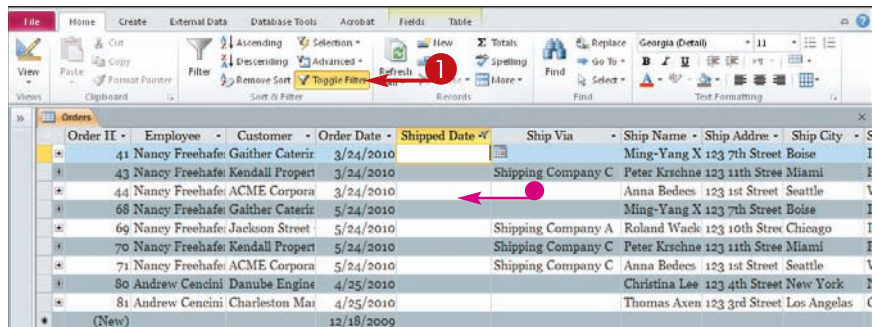 File Home Create External Data Database Tools Acrobat Fields Table
View
Views
Paste
Cut
Copy
Format Painter
Clipboard
Filter
Ascending
Descending
Remove Sort
Selection
Advanced
Toggle Filter
Sort & Filter
1
Refresh
New
Totals
Spelling
More
Records
Find
Replace
Go To
Select
Find
Georgia (Detail) 11
B I U
A
Text Formatting
Orders
Order II Employee Customer Order Date Shipped Date Ship Via Ship Name Ship Addre Ship City S
41 Nancy Freehafe Gaither Caterin 3/24/2010 Ming-Yang X 123 7th Street Boise
43 Nancy Freehafe Kendall Propert 3/24/2010 Shipping Company C Peter Krschne 123 11th Stree Miami
44 Nancy Freehafe ACME Corpora 3/24/2010 Anna Bedecs 123 1st Street Seattle
68 Nancy Freehafe Gaither Caterin 5/24/2010 Ming-Yang X 123 7th Street Boise
69 Nancy Freehafe Jackson Street 5/24/2010 Shipping Company A Roland Wack 123 10th Stree Chicago
70 Nancy Freehafe Kendall Propert 5/24/2010 Shipping Company C Peter Krschne 123 11th Stree Miami
71 Nancy Freehafe ACME Corpora 5/24/2010 Shipping Company C Anna Bedecs 123 1st Street Seattle
80 Andrew Cencini Danube Engine 4/25/2010 Christina Lee 123 4th Street New York
81 Andrew Cencini Charleston Mar 4/25/2010 Thomas Axen 123 3rd Street Los Angelas
(New) 12/18/2009